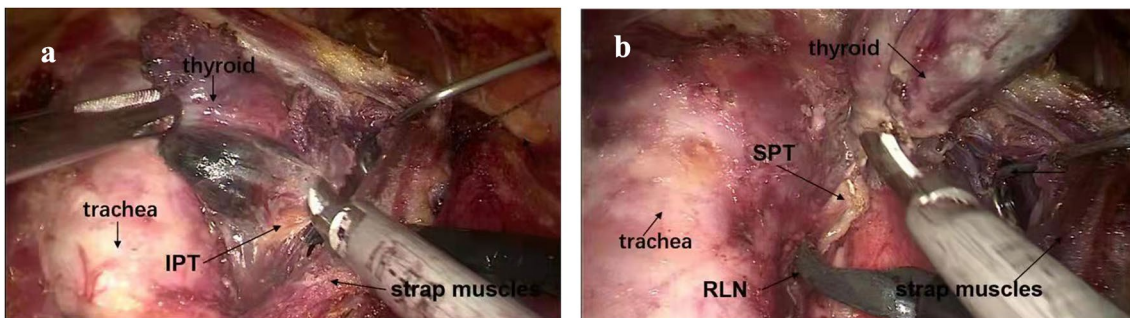 a
thyroid
trachea
IPT
strap muscles
b
thyroid
SPT
trachea
RLN
strap muscles